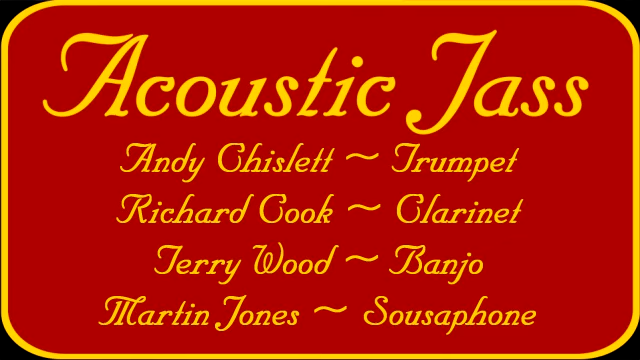 Acoustic Jass
Andy Chislett ~ Trumpet
Richard Cook ~ Clarinet
Terry Wood ~ Banjo
Martin Jones ~ Sousaphone